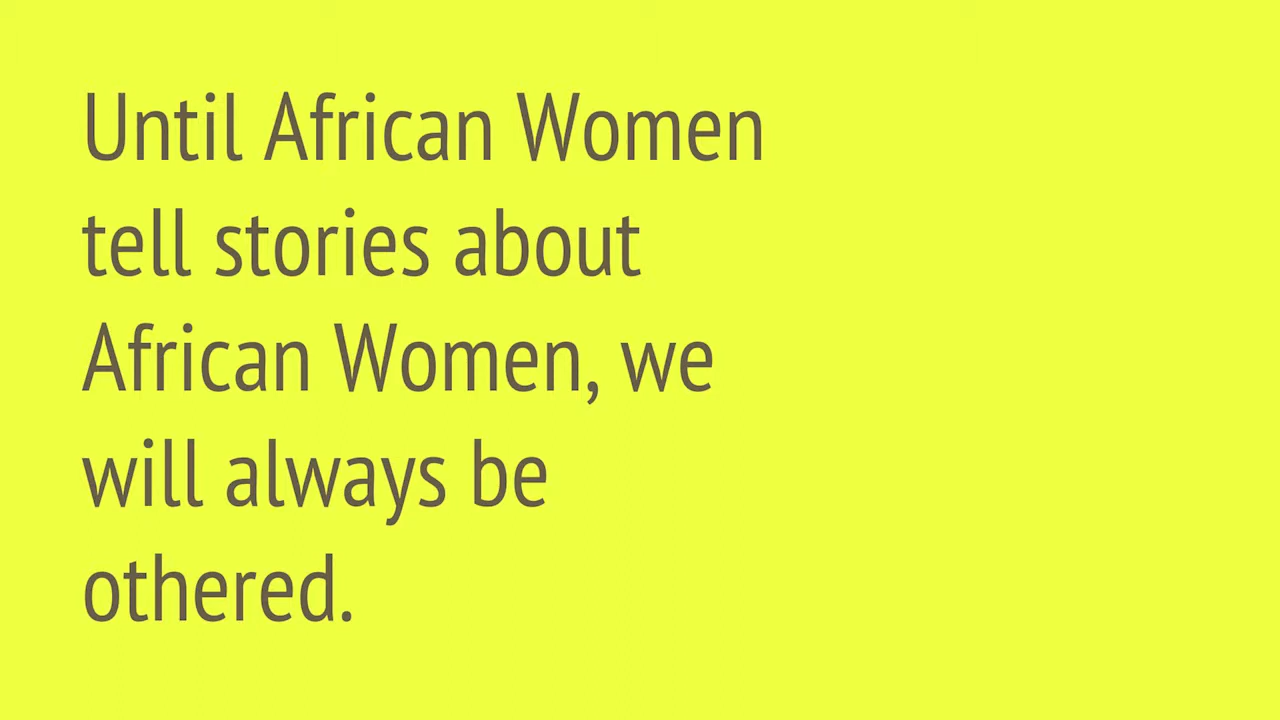 Until African Women
tell stories about
African Women, we
will always be
othered.